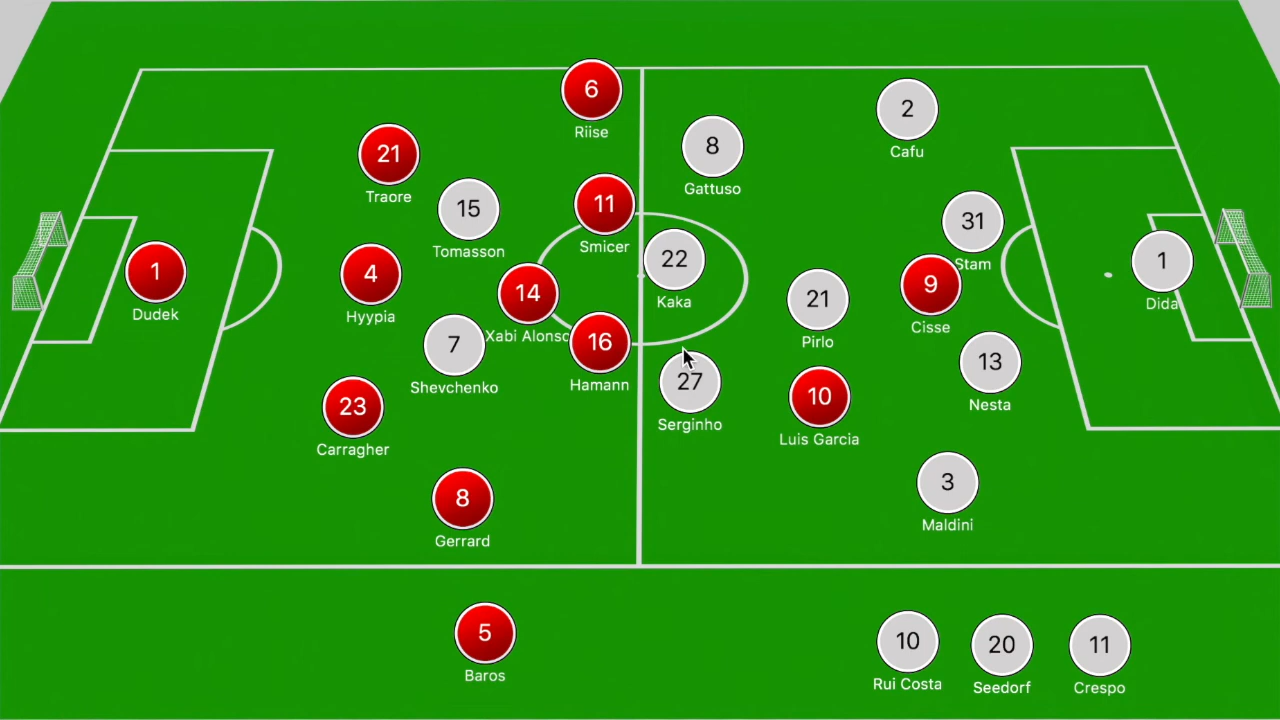 6
Riise
2
Cafu
8
Gattuso
21
Traore
15
Tomasson
11
Smicer
31
Stam
22
Kaka
1
Dudek
4
Hyypia
14
Xabi Alonso
9
Cisse
1
Dida
21
Pirlo
7
Shevchenko
16
Hamann
13
Nesta
27
Serginho
10
Luis Garcia
23
Carragher
3
Maldini
8
Gerrard
5
Baros
10
Rui Costa
20
Seedorf
11
Crespo